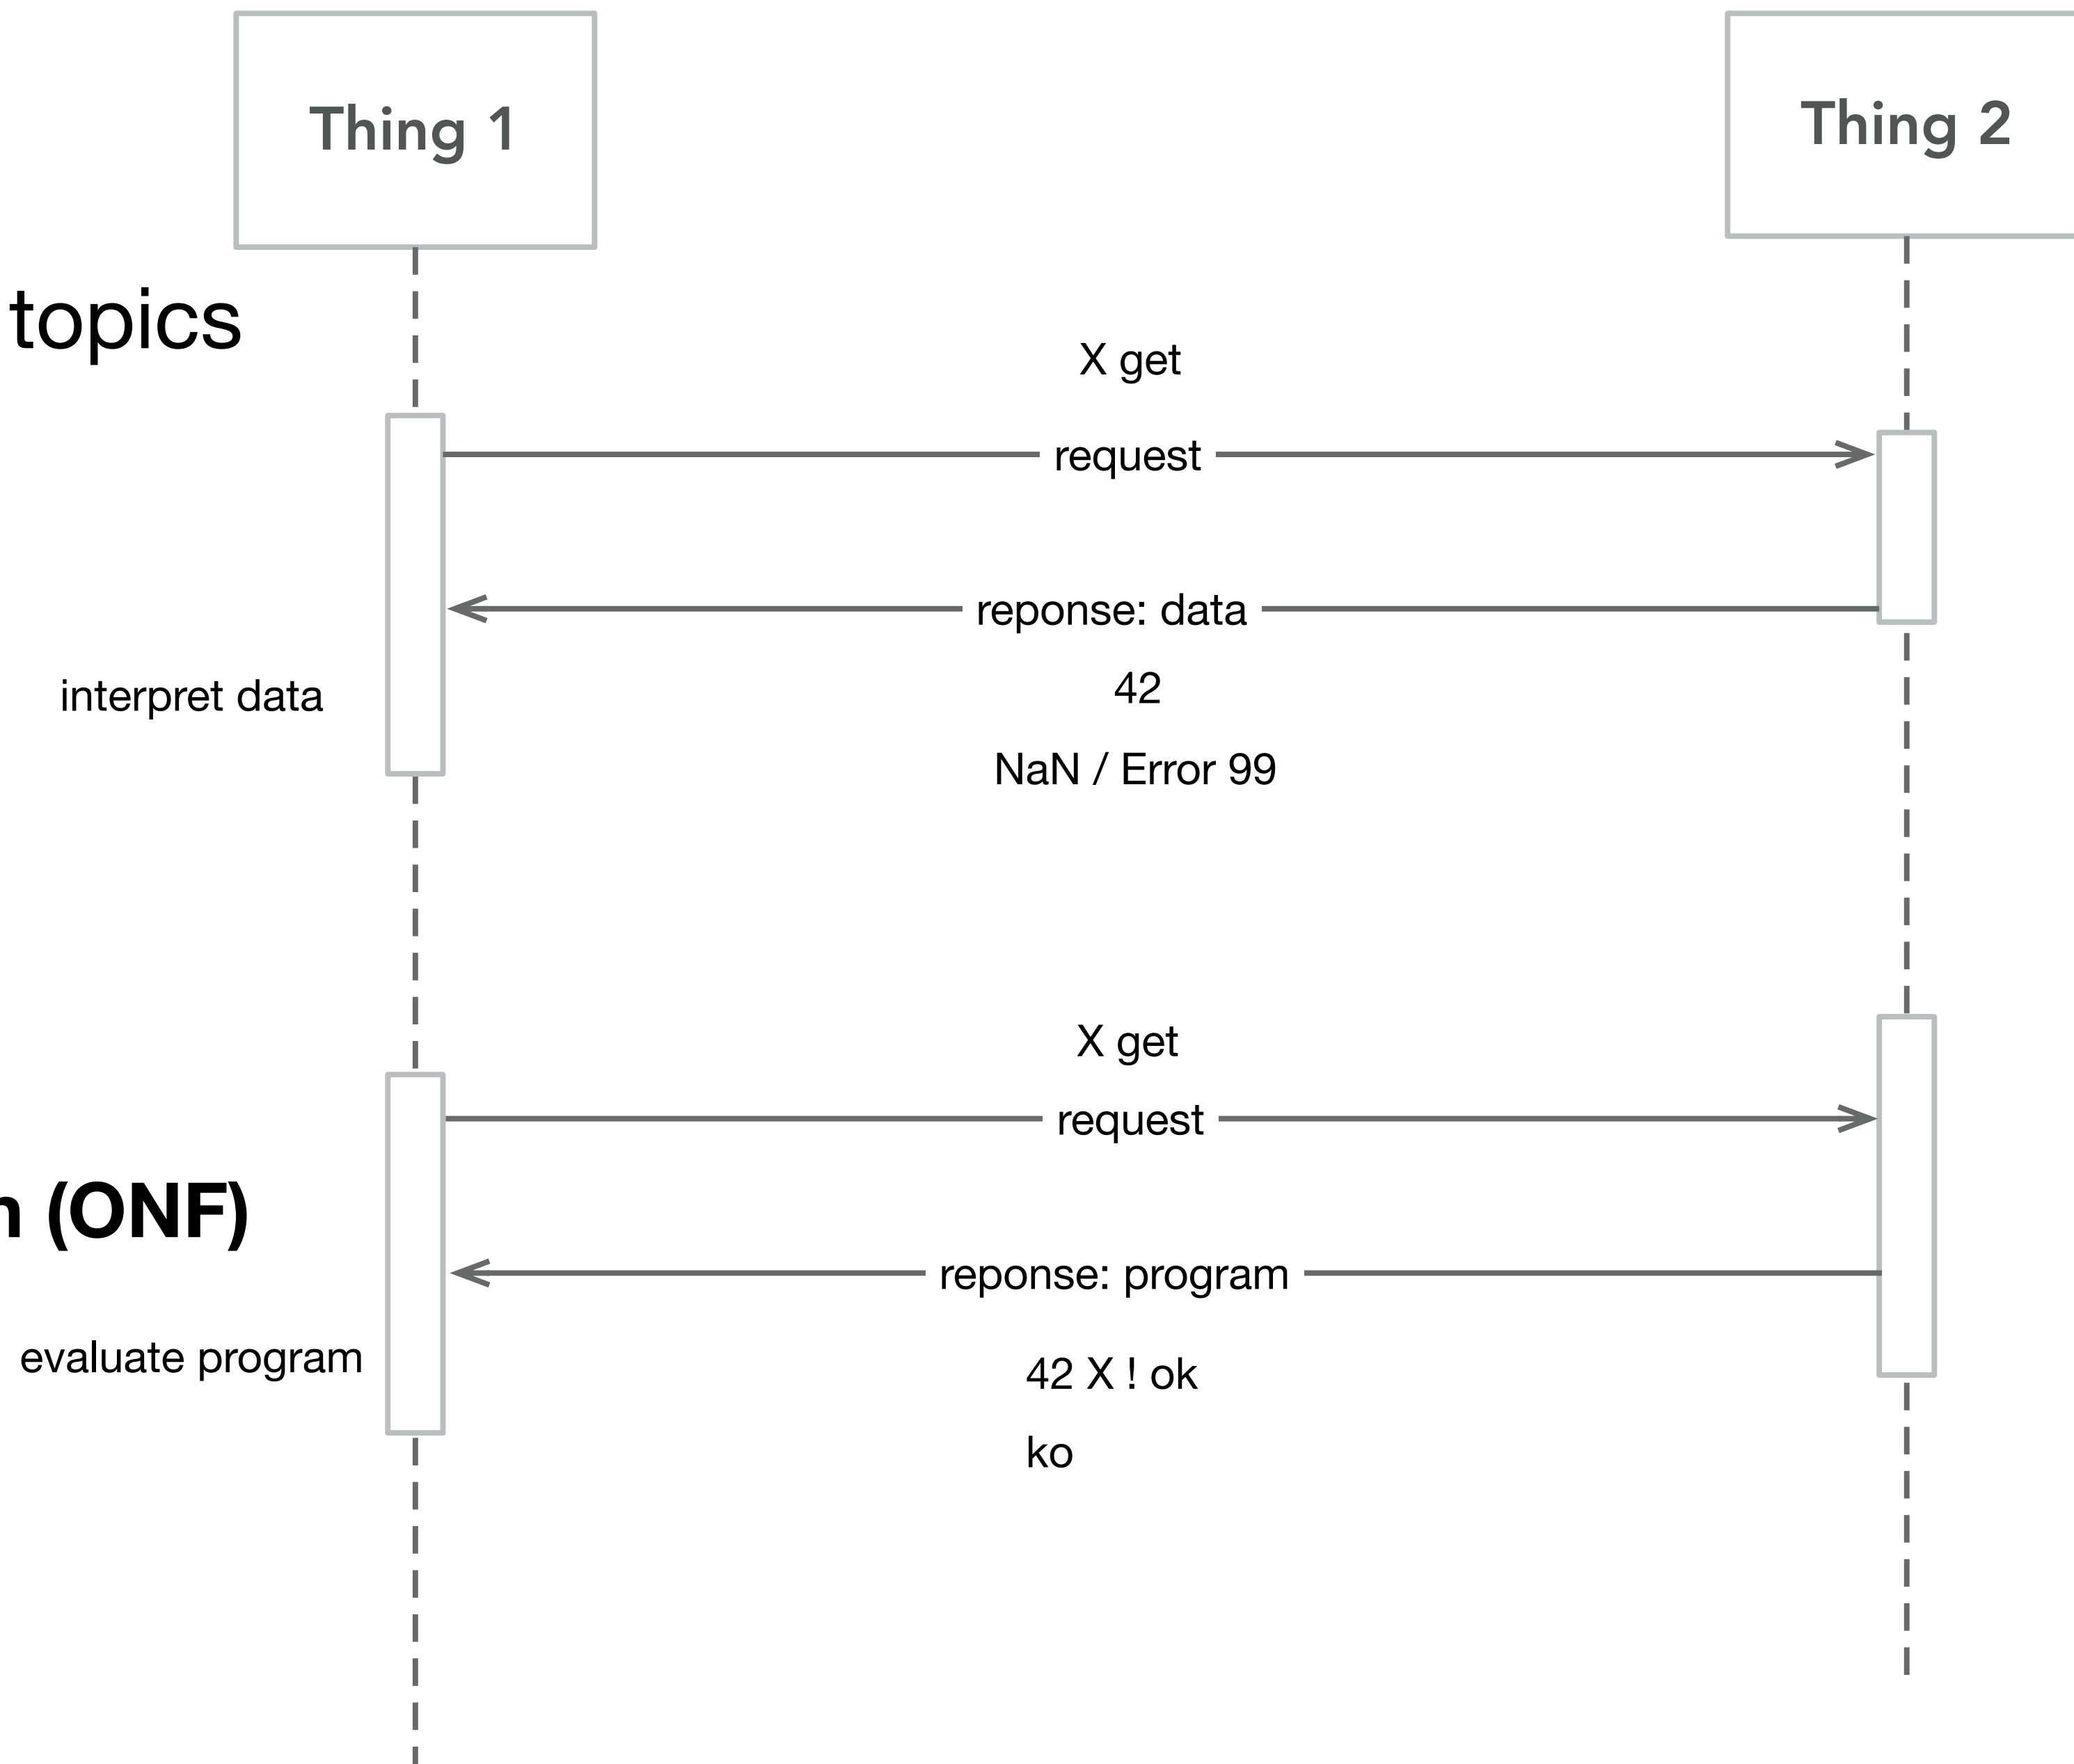 Thing 1
Thing 2
topics
X get
request
reponse: data
interpret data
42
NaN / Error 99
X get
request
n (ONF)
reponse: program
evaluate program
42 X ! ok
ko